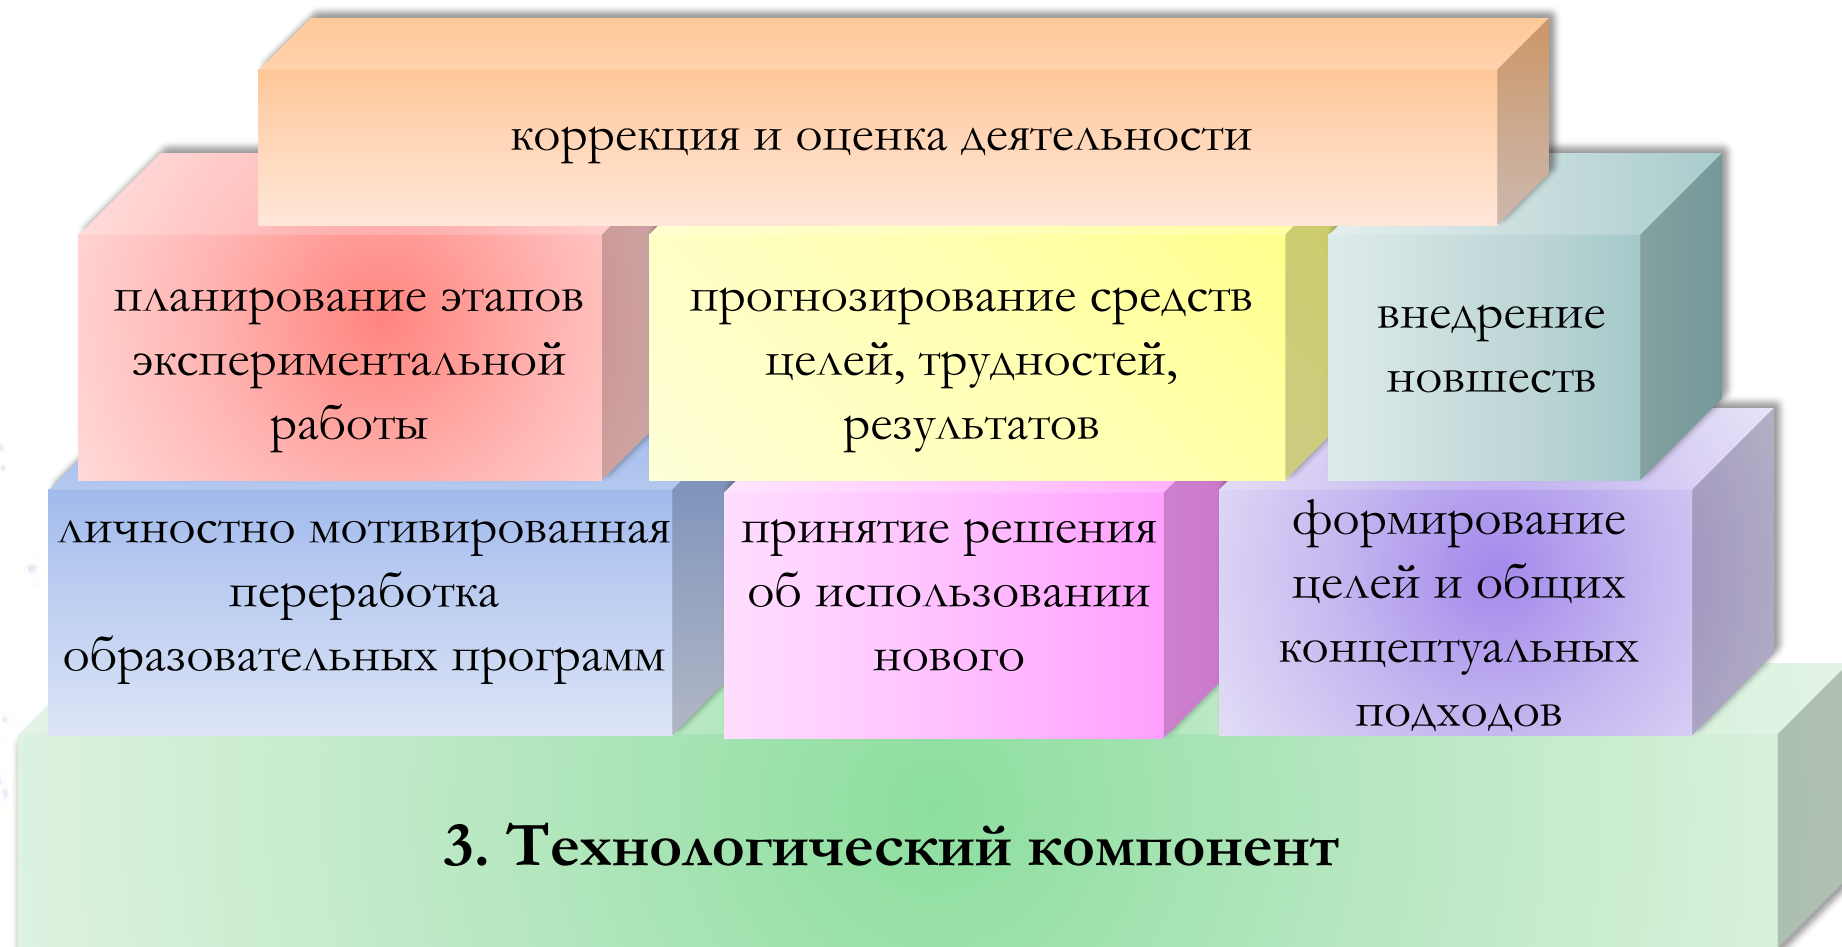 коррекция и оценка деятельности
планирование этапов
экспериментальной
работы
прогнозирование средств
целей, трудностей,
результатов
внедрение
новшеств
личностно мотивированная
переработка
образовательных программ
принятие решения
об использовании
нового
формирование
целей и общих
концептуальных
подходов
3. Технологический компонент